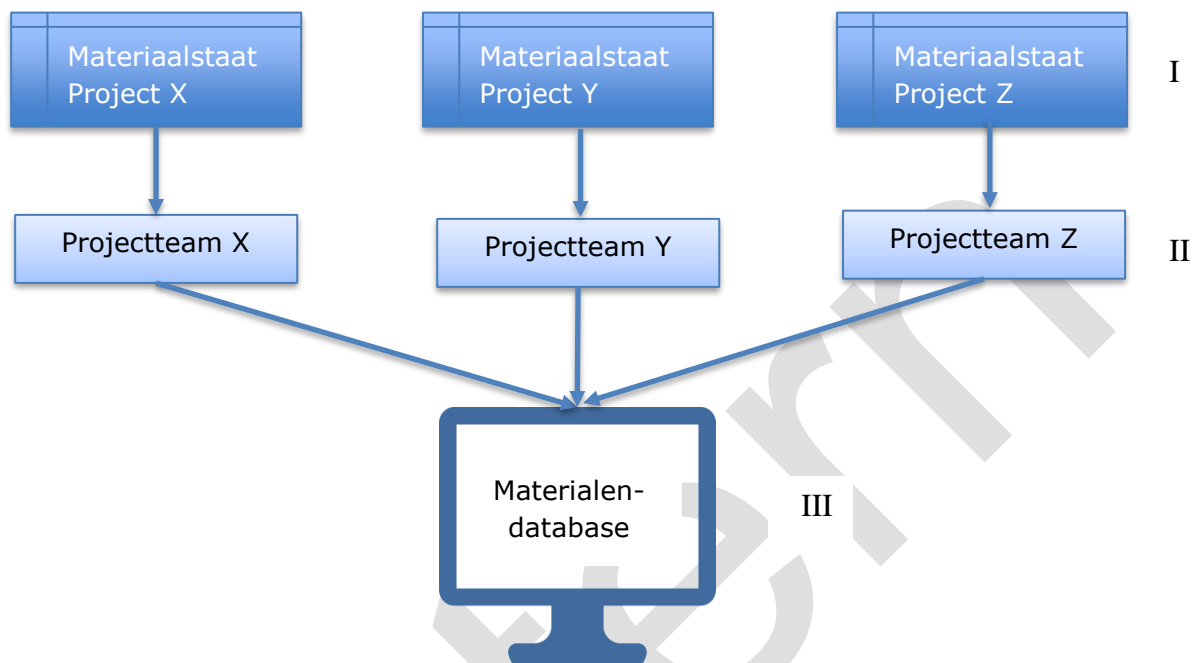 Materiaalstaat
Project X
Materiaalstaat
Project Y
Materiaalstaat
Project Z
I
Projectteam X
Projectteam Y
Projectteam Z
II
Materialen-
database
III